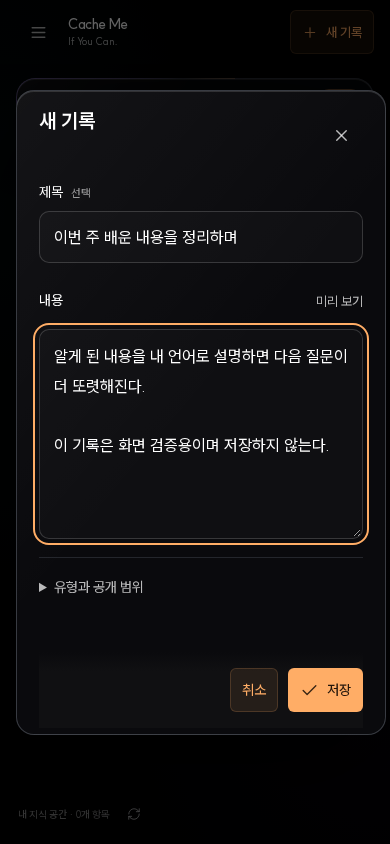 Cache Me
If You Can.
새 기록
새 기록
제목 선택
이번 주 배운 내용을 정리하며
내용
미리 보기
알게 된 내용을 내 언어로 설명하면 다음 질문이
더 또렷해진다.
이 기록은 화면 검증용이며 저장하지 않는다.
유형과 공개 범위
취소
저장
내 지식 공간 · 0개 항목